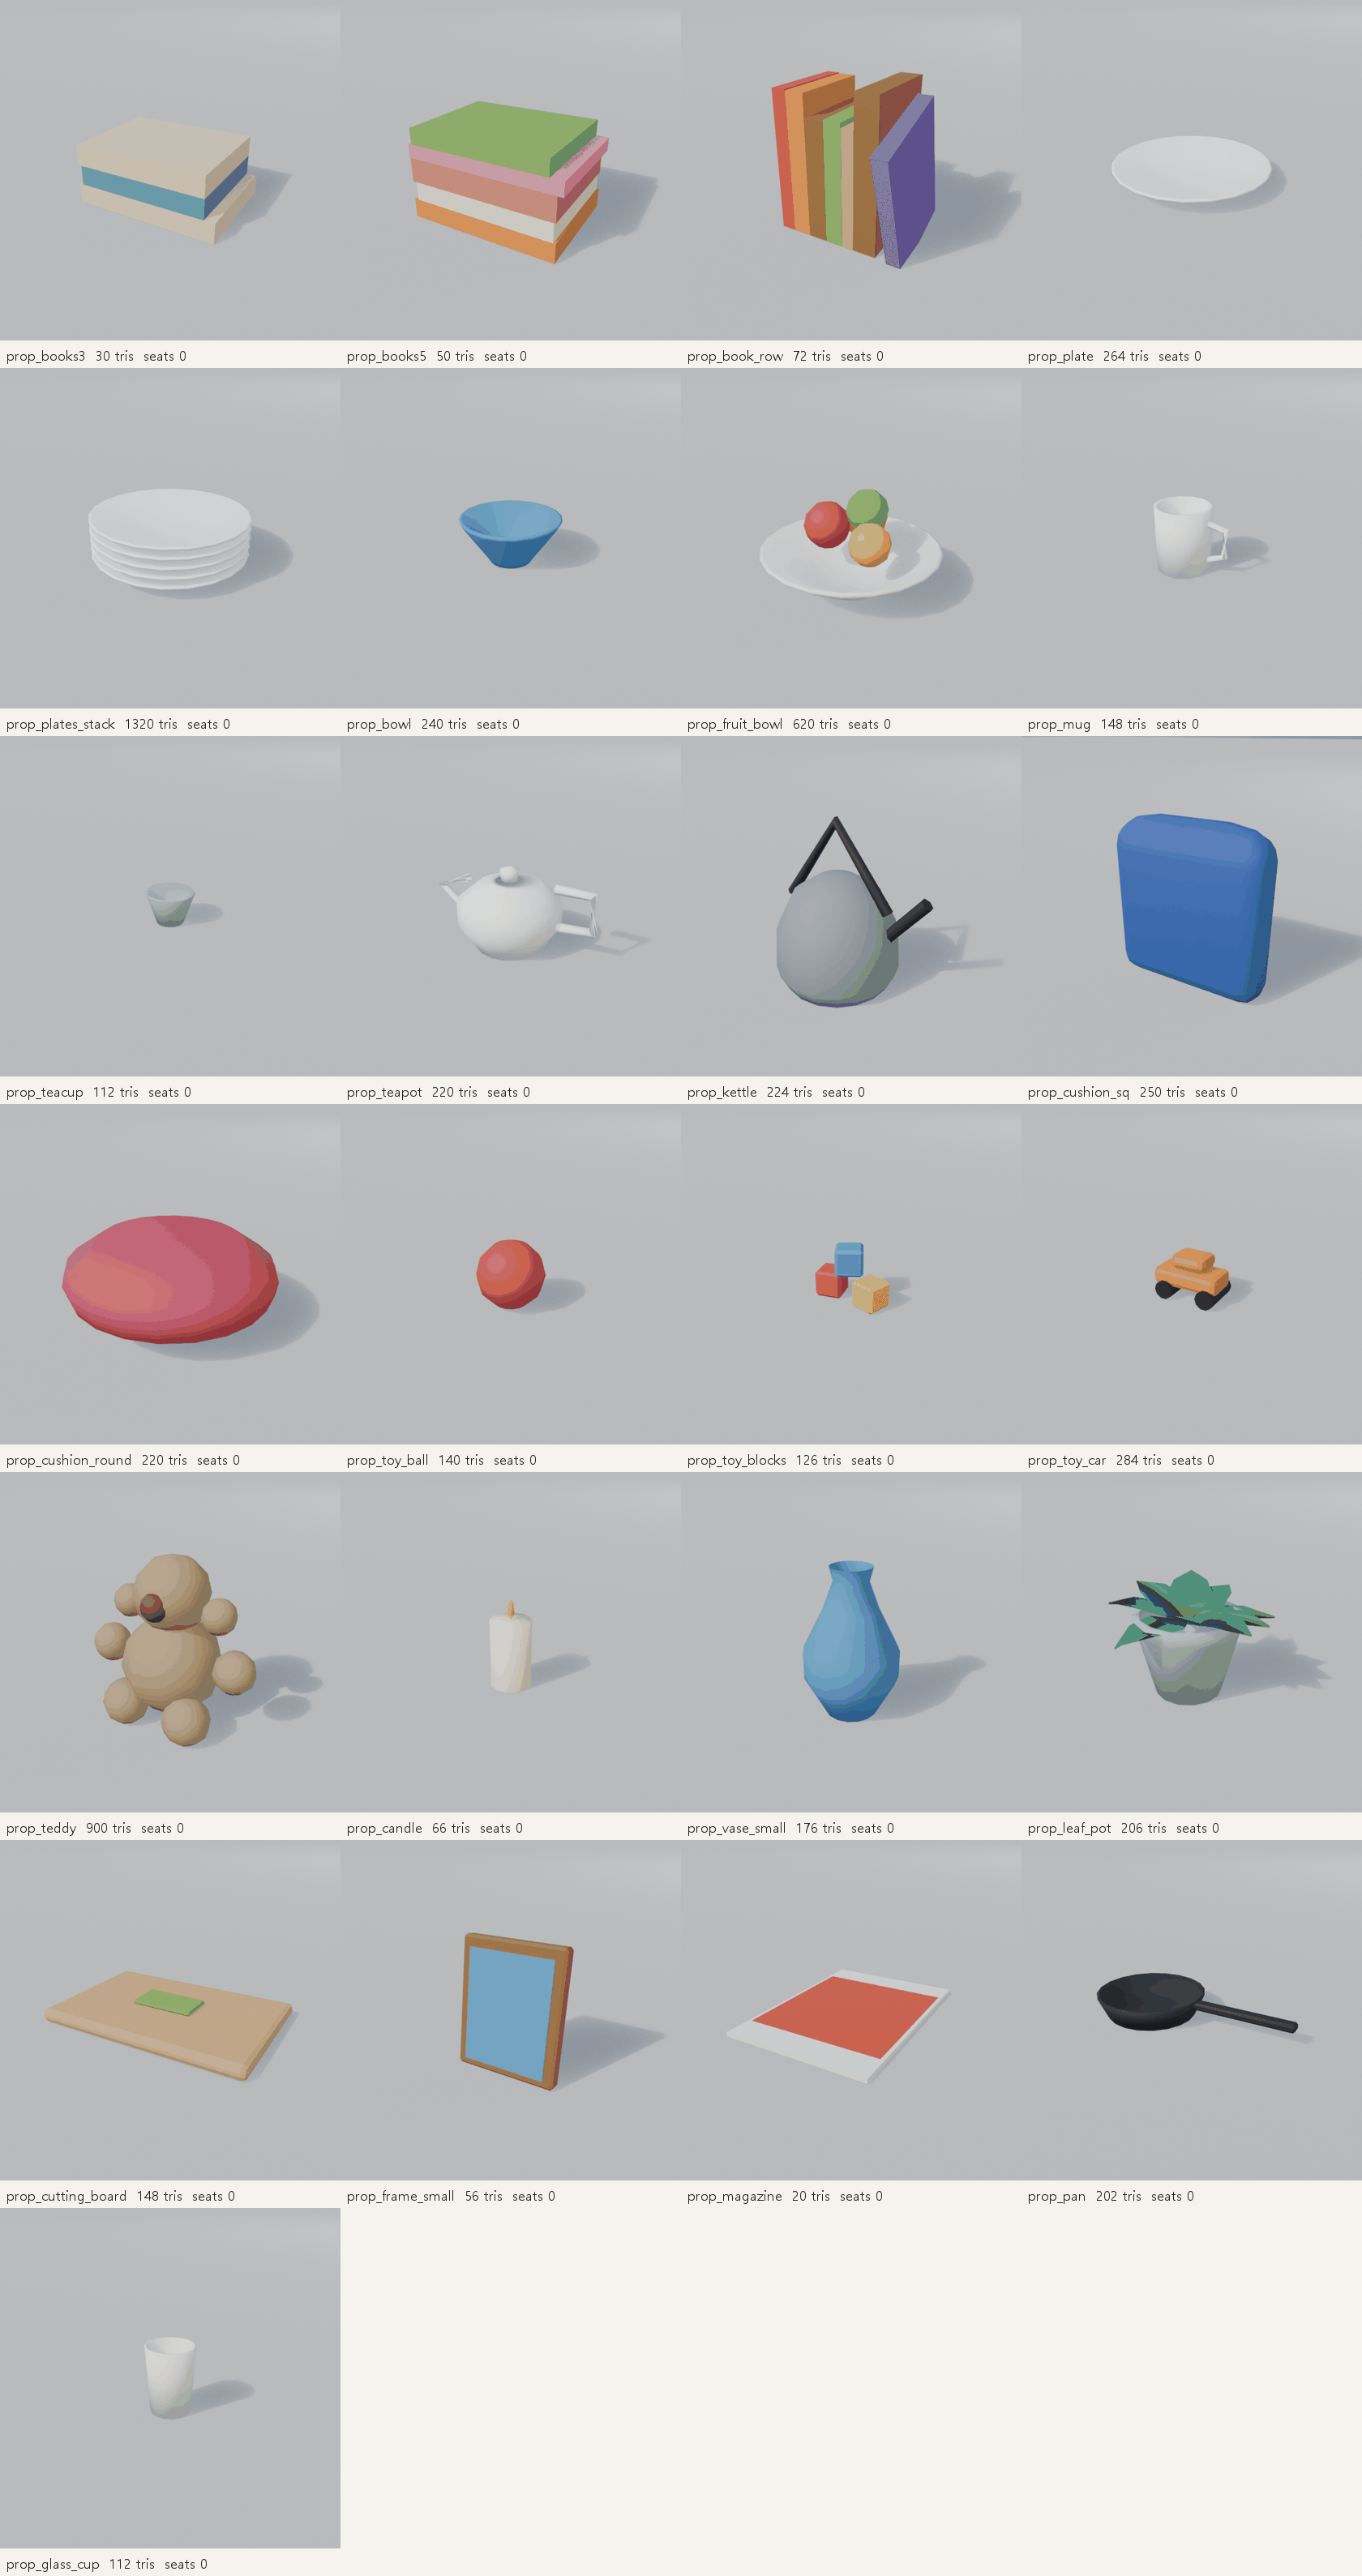 prop_books3 30 tris seats 0
prop_books5 50 tris seats 0
prop_book_row 72 tris seats 0
prop_plate 264 tris seats 0
prop_plates_stack 1320 tris seats 0
prop_bowl 240 tris seats 0
prop_fruit_bowl 620 tris seats 0
prop_mug 148 tris seats 0
prop_teacup 112 tris seats 0
prop_teapot 220 tris seats 0
prop_kettle 224 tris seats 0
prop_cushion_sq 250 tris seats 0
prop_cushion_round 220 tris seats 0
prop_toy_ball 140 tris seats 0
prop_toy_blocks 126 tris seats 0
prop_toy_car 284 tris seats 0
prop_teddy 900 tris seats 0
prop_candle 66 tris seats 0
prop_vase_small 176 tris seats 0
prop_leaf_pot 206 tris seats 0
prop_cutting_board 148 tris seats 0
prop_frame_small 56 tris seats 0
prop_magazine 20 tris seats 0
prop_pan 202 tris seats 0
prop_glass_cup 112 tris seats 0